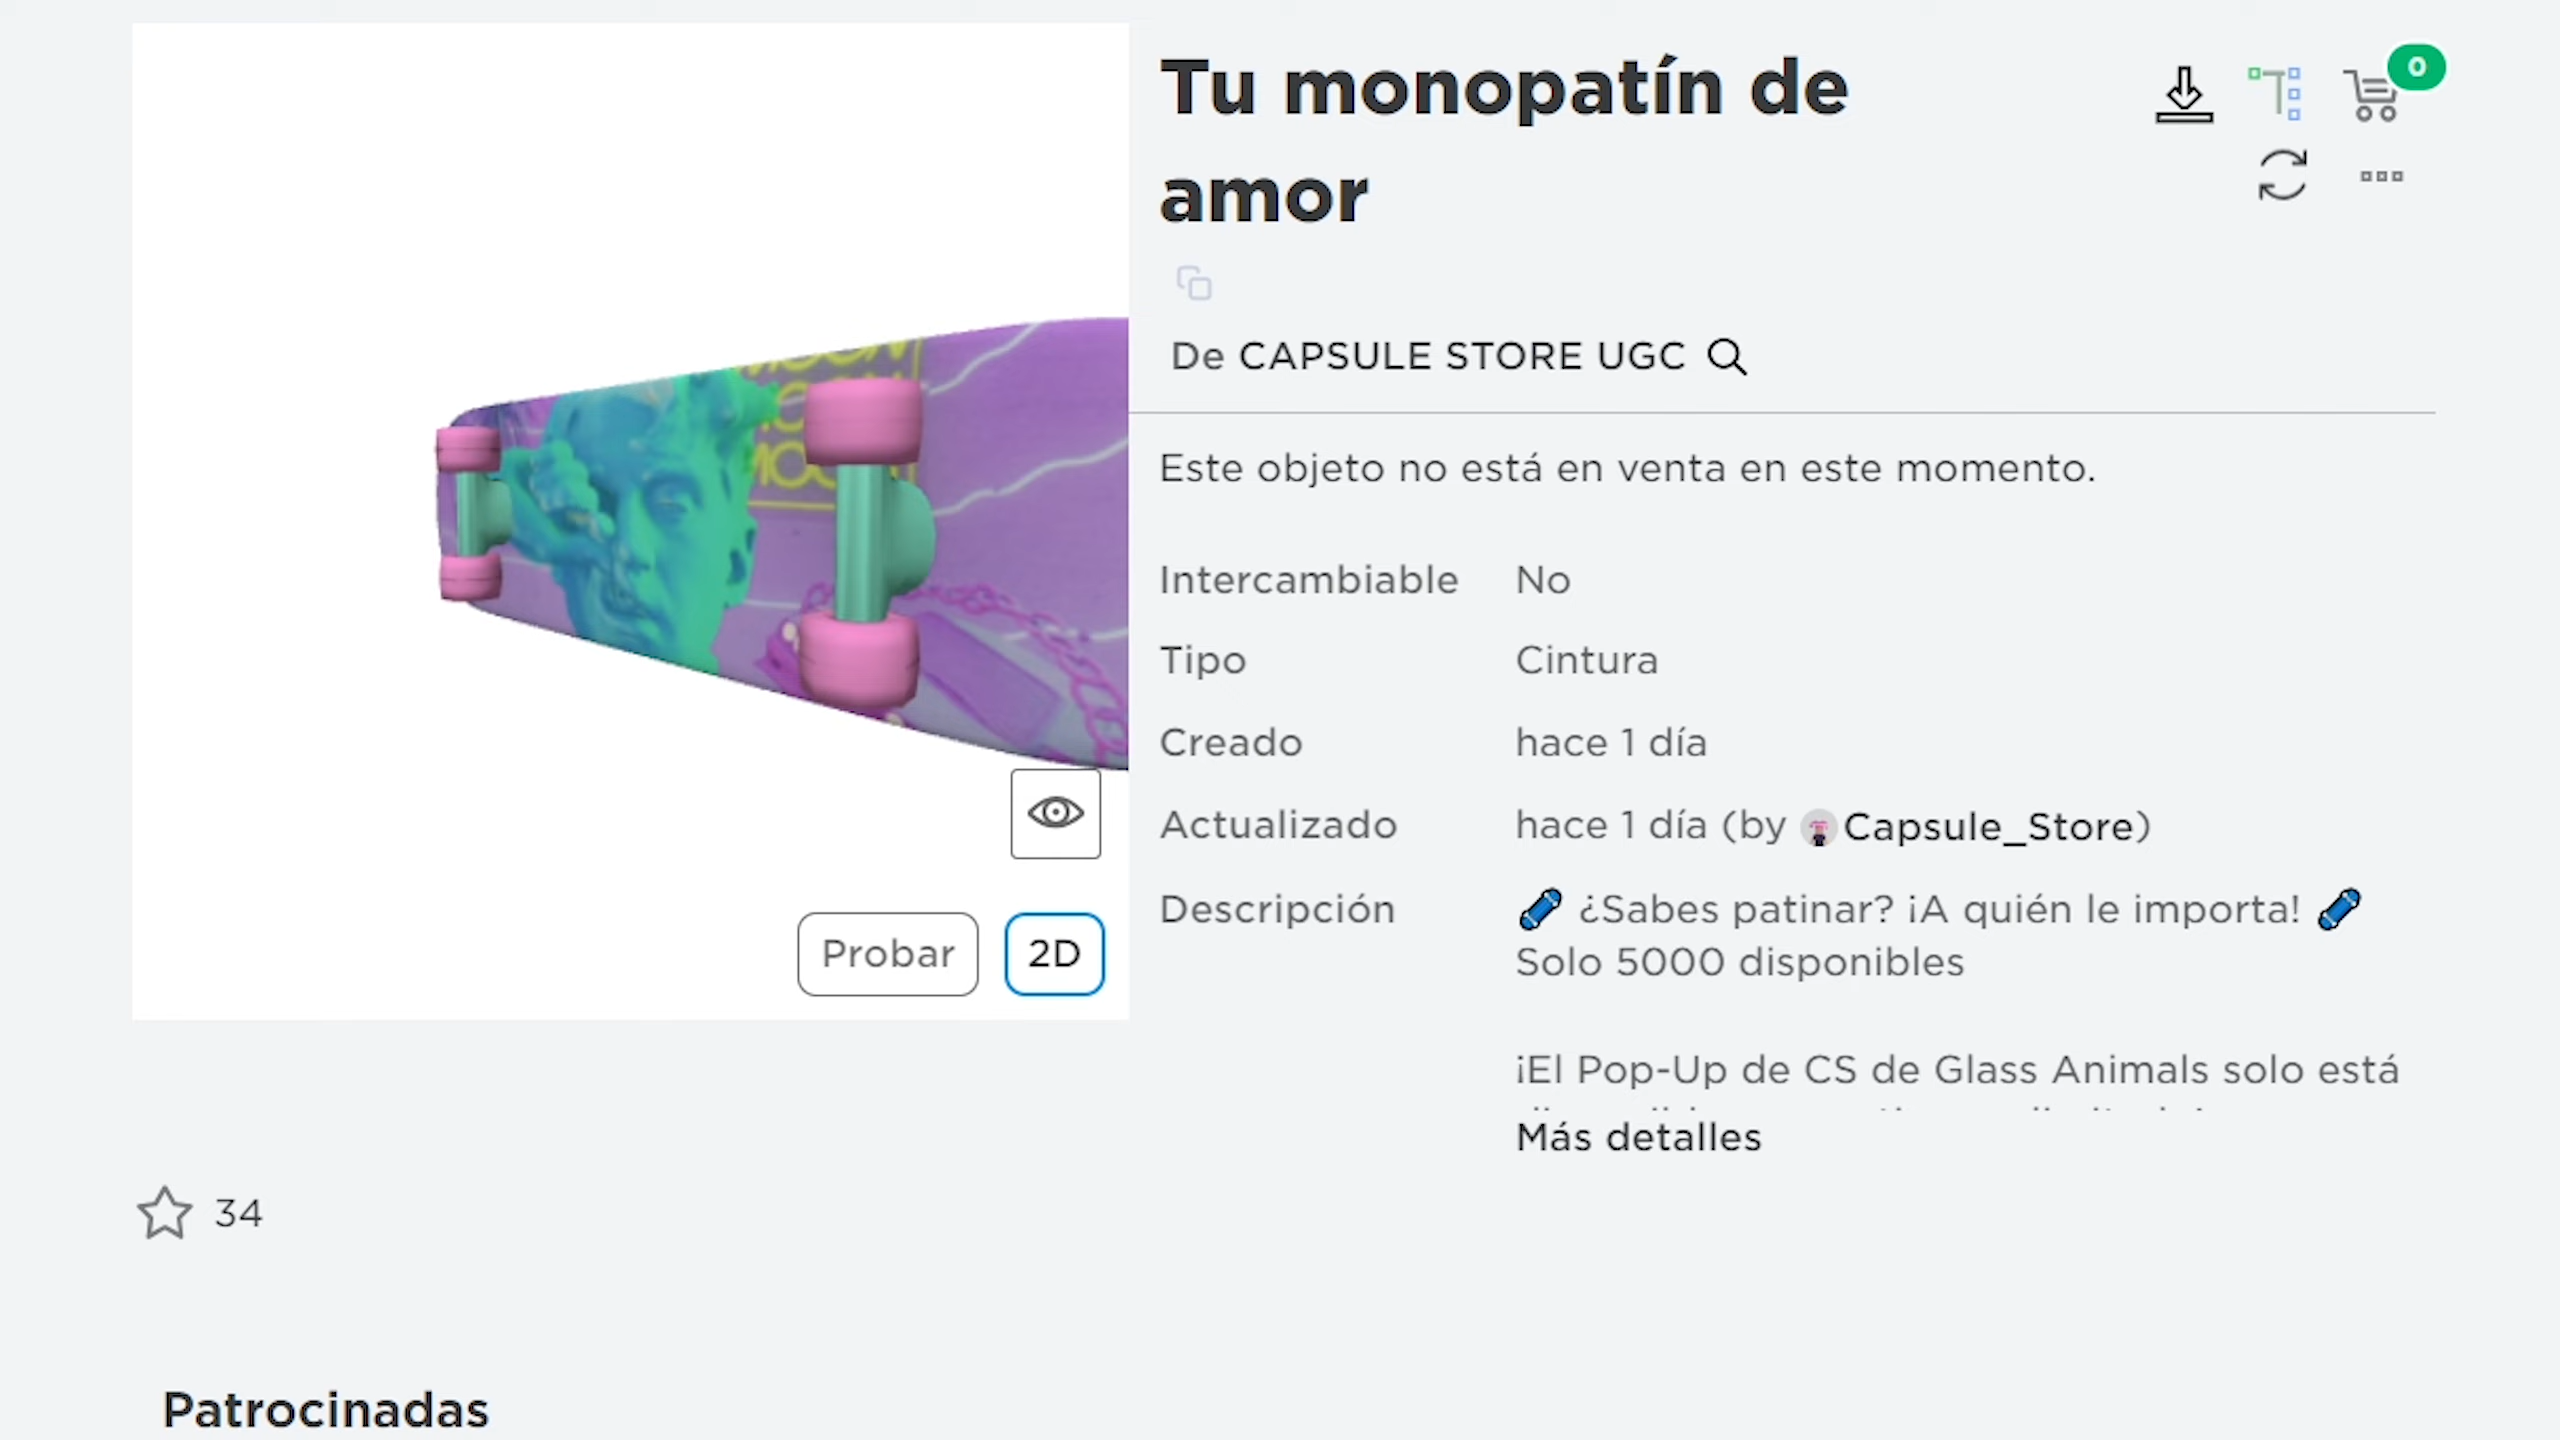 Tu monopatín de
amor
0
De CAPSULE STORE UGC
Este objeto no está en venta en este momento.
Intercambiable No
Tipo Cintura
Creado hace 1 día
Actualizado hace 1 día (by Capsule_Store)
Descripción ¿Sabes patinar? ¡A quién le importa!
Solo 5000 disponibles
¡El Pop-Up de CS de Glass Animals solo está
Más detalles
Probar 2D
34
Patrocinadas